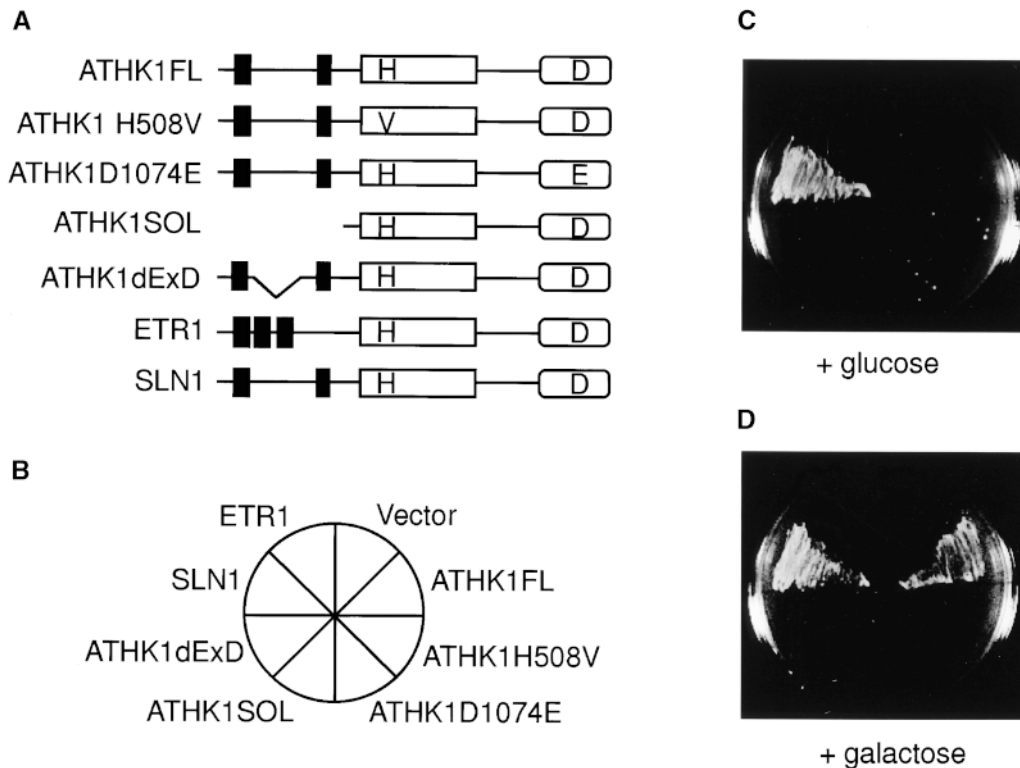 A
ATHK1FL
H
D
ATHK1 H508V
V
D
ATHK1D1074E
H
E
ATHK1SOL
H
D
ATHK1dExD
H
D
ETR1
H
D
SLN1
H
D
B
ETR1
Vector
SLN1
ATHK1FL
ATHK1dExD
ATHK1H508V
ATHK1SOL
ATHK1D1074E
C
+ glucose
D
+ galactose